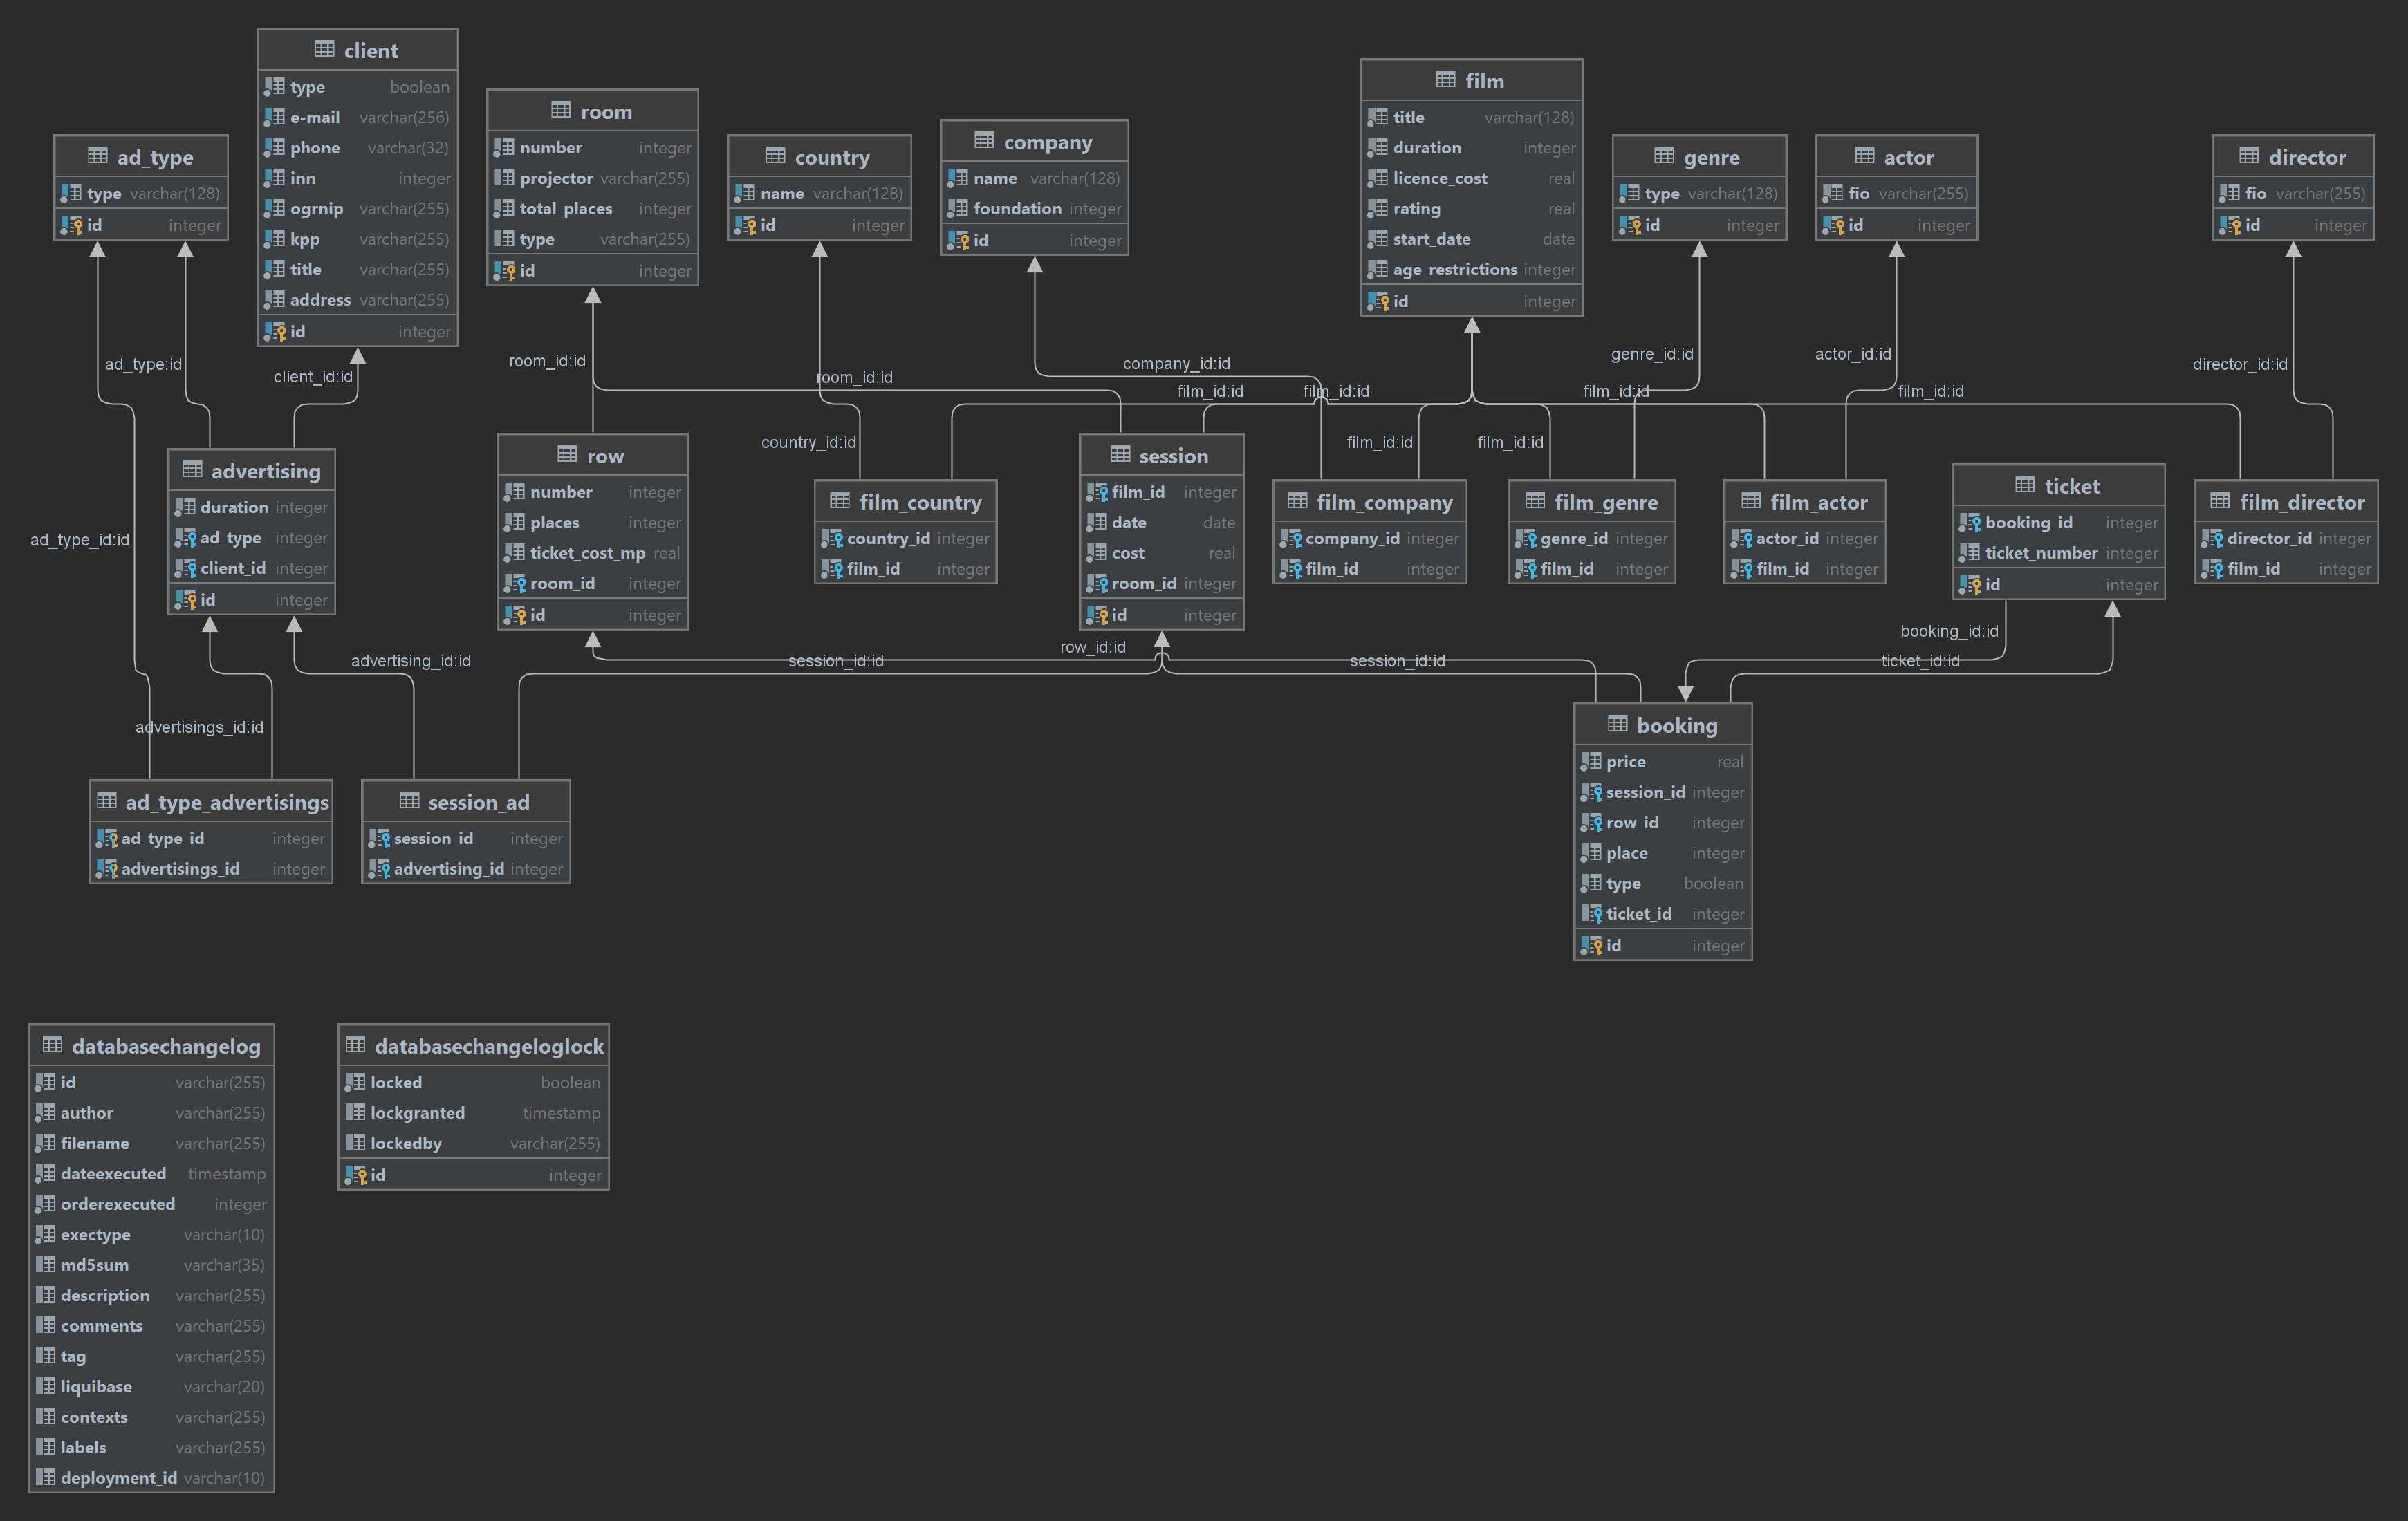 client
type boolean
e-mail varchar(256)
phone varchar(32)
inn integer
ogrnip varchar(255)
kpp varchar(255)
title varchar(255)
address varchar(255)
id integer
room
number integer
projector varchar(255)
total_places integer
type varchar(255)
id integer
film
title varchar(128)
duration integer
licence_cost real
rating real
start_date date
age_restrictions integer
id integer
ad_type
type varchar(128)
id integer
country
name varchar(128)
id integer
company
name varchar(128)
foundation integer
id integer
genre
type varchar(128)
id integer
actor
fio varchar(255)
id integer
director
fio varchar(255)
id integer
ad_type:id
client_id:id
room_id:id
room_id:id
company_id:id
film_id:id
film_id:id
genre_id:id
film_id:id
actor_id:id
film_id:id
director_id:id
country_id:id
film_id:id
film_id:id
advertising
duration integer
ad_type integer
client_id integer
id integer
row
number integer
places integer
ticket_cost_mp real
room_id integer
id integer
film_country
country_id integer
film_id integer
session
film_id integer
date date
cost real
room_id integer
id integer
film_company
company_id integer
film_id integer
film_genre
genre_id integer
film_id integer
film_actor
actor_id integer
film_id integer
ticket
booking_id integer
ticket_number integer
id integer
film_director
director_id integer
film_id integer
ad_type_id:id
advertising_id:id
session_id:id
row_id:id
session_id:id
booking_id:id
ticket_id:id
advertisings_id:id
ad_type_advertisings
ad_type_id integer
advertisings_id integer
session_ad
session_id integer
advertising_id integer
booking
price real
session_id integer
row_id integer
place integer
type boolean
ticket_id integer
id integer
databasechangelog
id varchar(255)
author varchar(255)
filename varchar(255)
dateexecuted timestamp
orderexecuted integer
exectype varchar(10)
md5sum varchar(35)
description varchar(255)
comments varchar(255)
tag varchar(255)
liquibase varchar(20)
contexts varchar(255)
labels varchar(255)
deployment_id varchar(10)
databasechangeloglock
locked boolean
lockgranted timestamp
lockedby varchar(255)
id integer